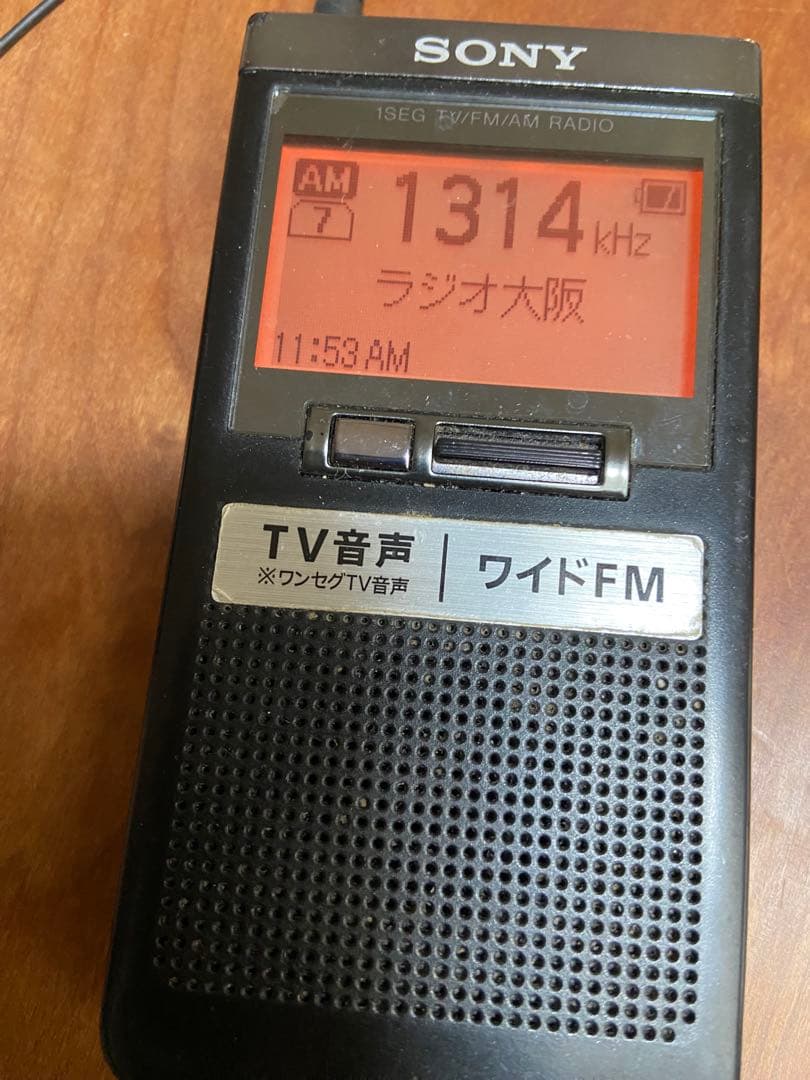 SONY
1SEG TV/FM/AM RADIO
AM 1314 kHz
7
ラジオ大阪
11:53 AM
TV音声 | ワイドFM
※ワンセグTV音声